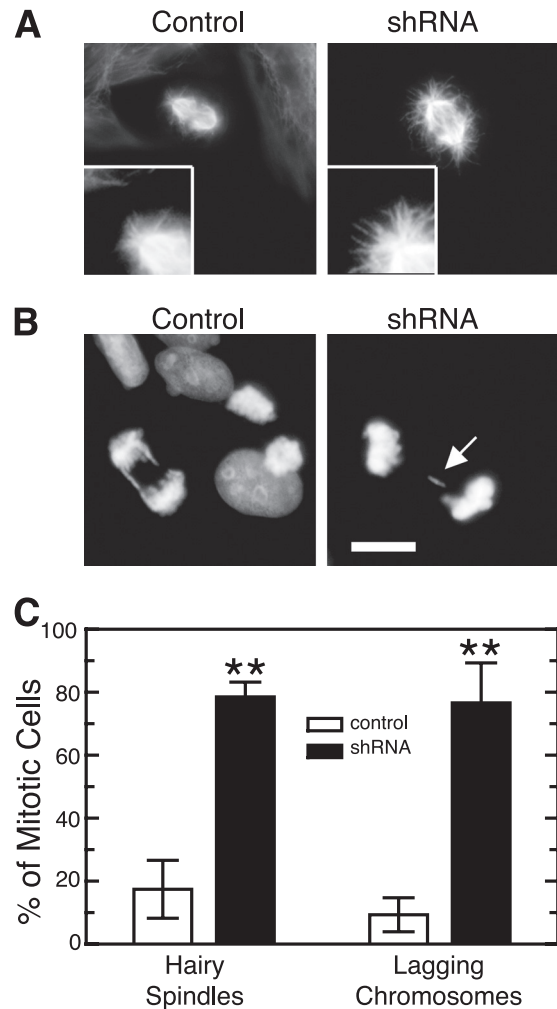 A
Control
shRNA
B
Control
shRNA
C
100
80
60
40
20
0
% of Mitotic Cells
**
**
control
shRNA
Hairy
Spindles
Lagging
Chromosomes